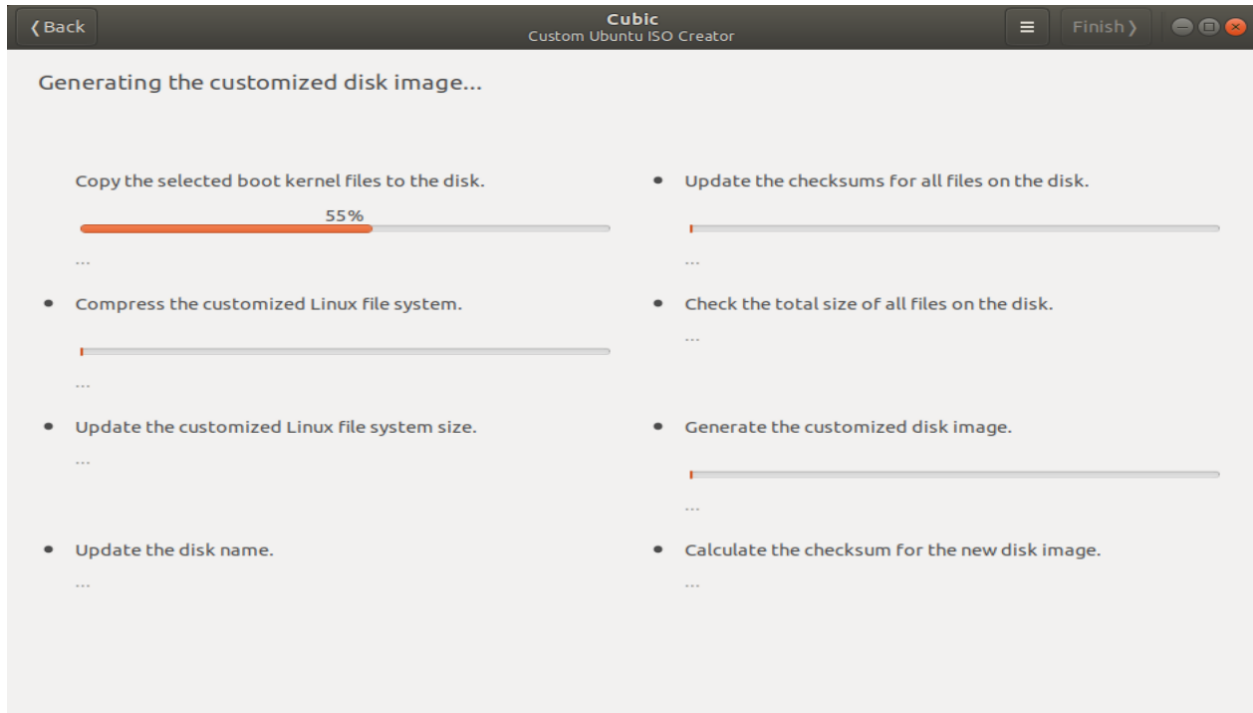 Back
Cubic
Custom Ubuntu ISO Creator
Finish
Generating the customized disk image...
Copy the selected boot kernel files to the disk.
55%
...
• Compress the customized Linux file system.
...
• Update the customized Linux file system size.
...
• Update the disk name.
...
• Update the checksums for all files on the disk.
...
• Check the total size of all files on the disk.
...
• Generate the customized disk image.
...
• Calculate the checksum for the new disk image.
...